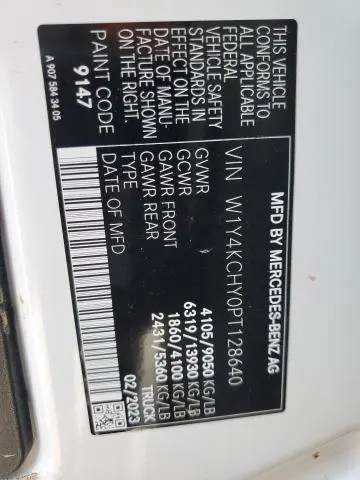 MFD BY MERCEDES-BENZ AG
VIN W1Y4KCHY0PT128640
GVWR 4105/9050 KG/LB
GCWR 6319/13930 KG/LB
GAWR FRONT 1860/4100 KG/LB
GAWR REAR 2431/5360 KG/LB
TYPE TRUCK
DATE OF MFD 02/2023
THIS VEHICLE
CONFORMS TO
ALL APPLICABLE
FEDERAL
VEHICLE SAFETY
STANDARDS IN
EFFECT ON THE
DATE OF MANU-
FACTURE SHOWN
ON THE RIGHT
PAINT CODE
9147
A 907 584 34 05